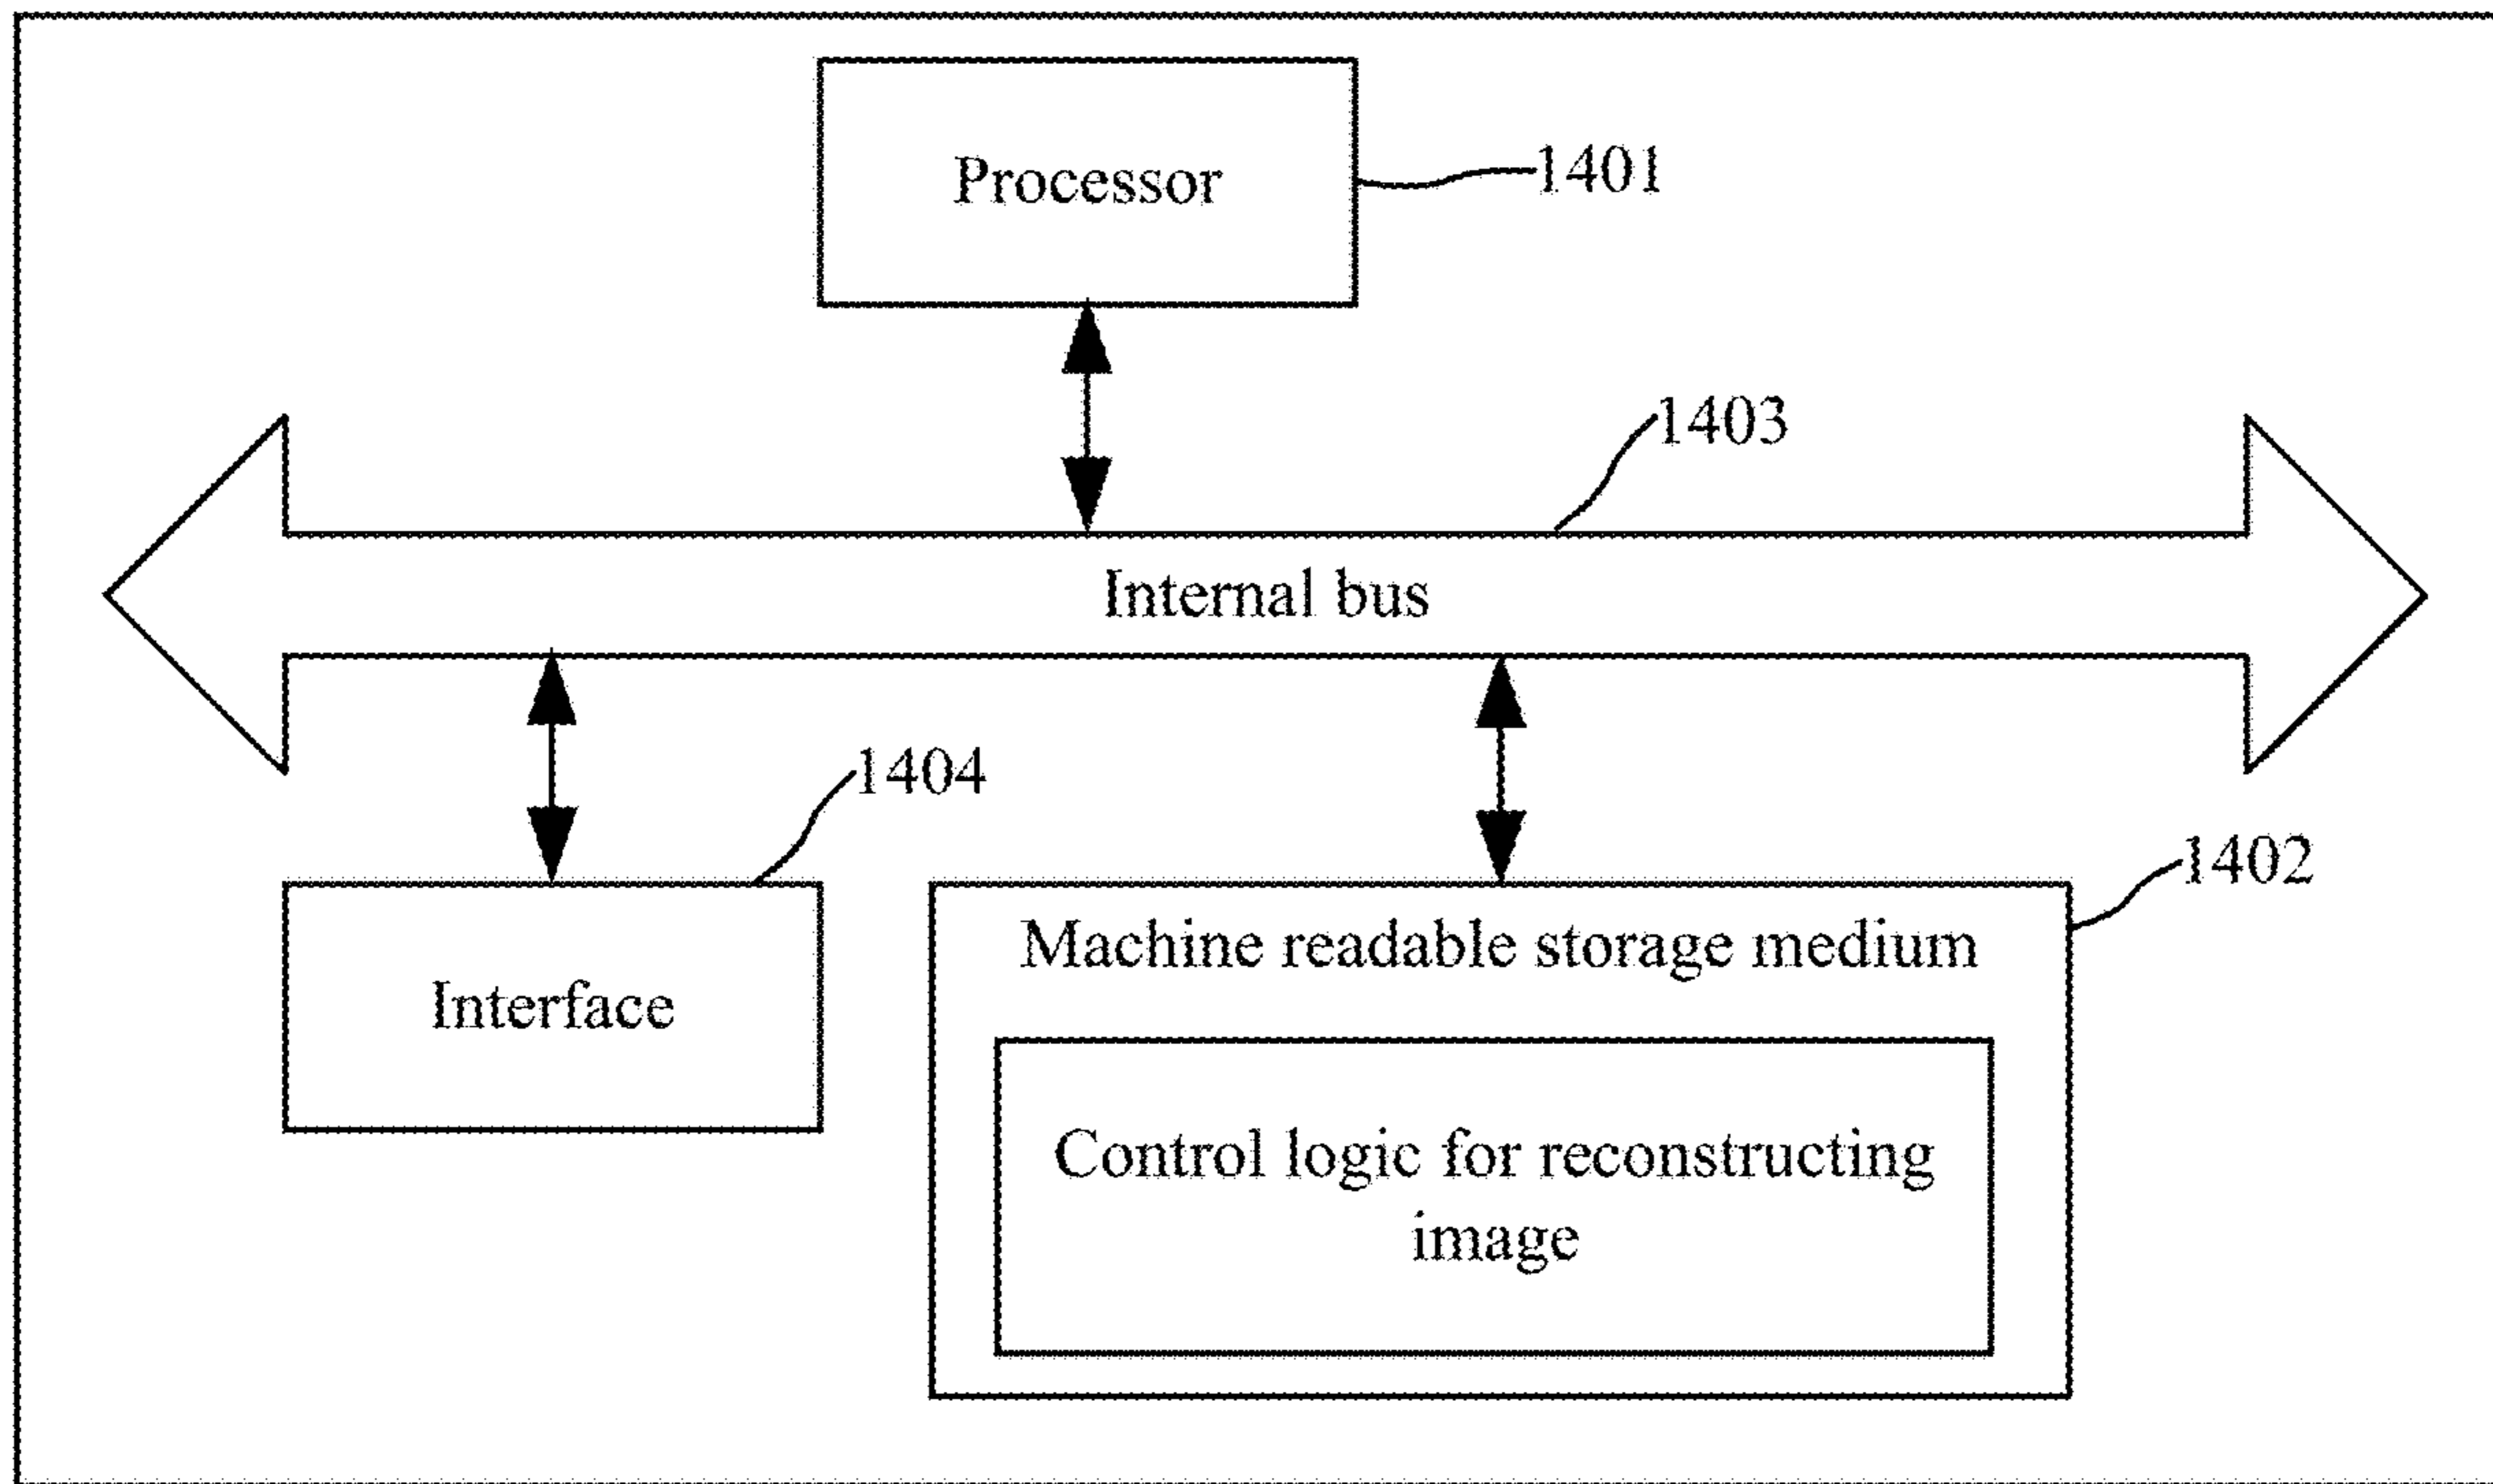 Processor
1401
1403
Internal bus
1404
1402
Interface
Machine readable storage medium
Control logic for reconstructing
image